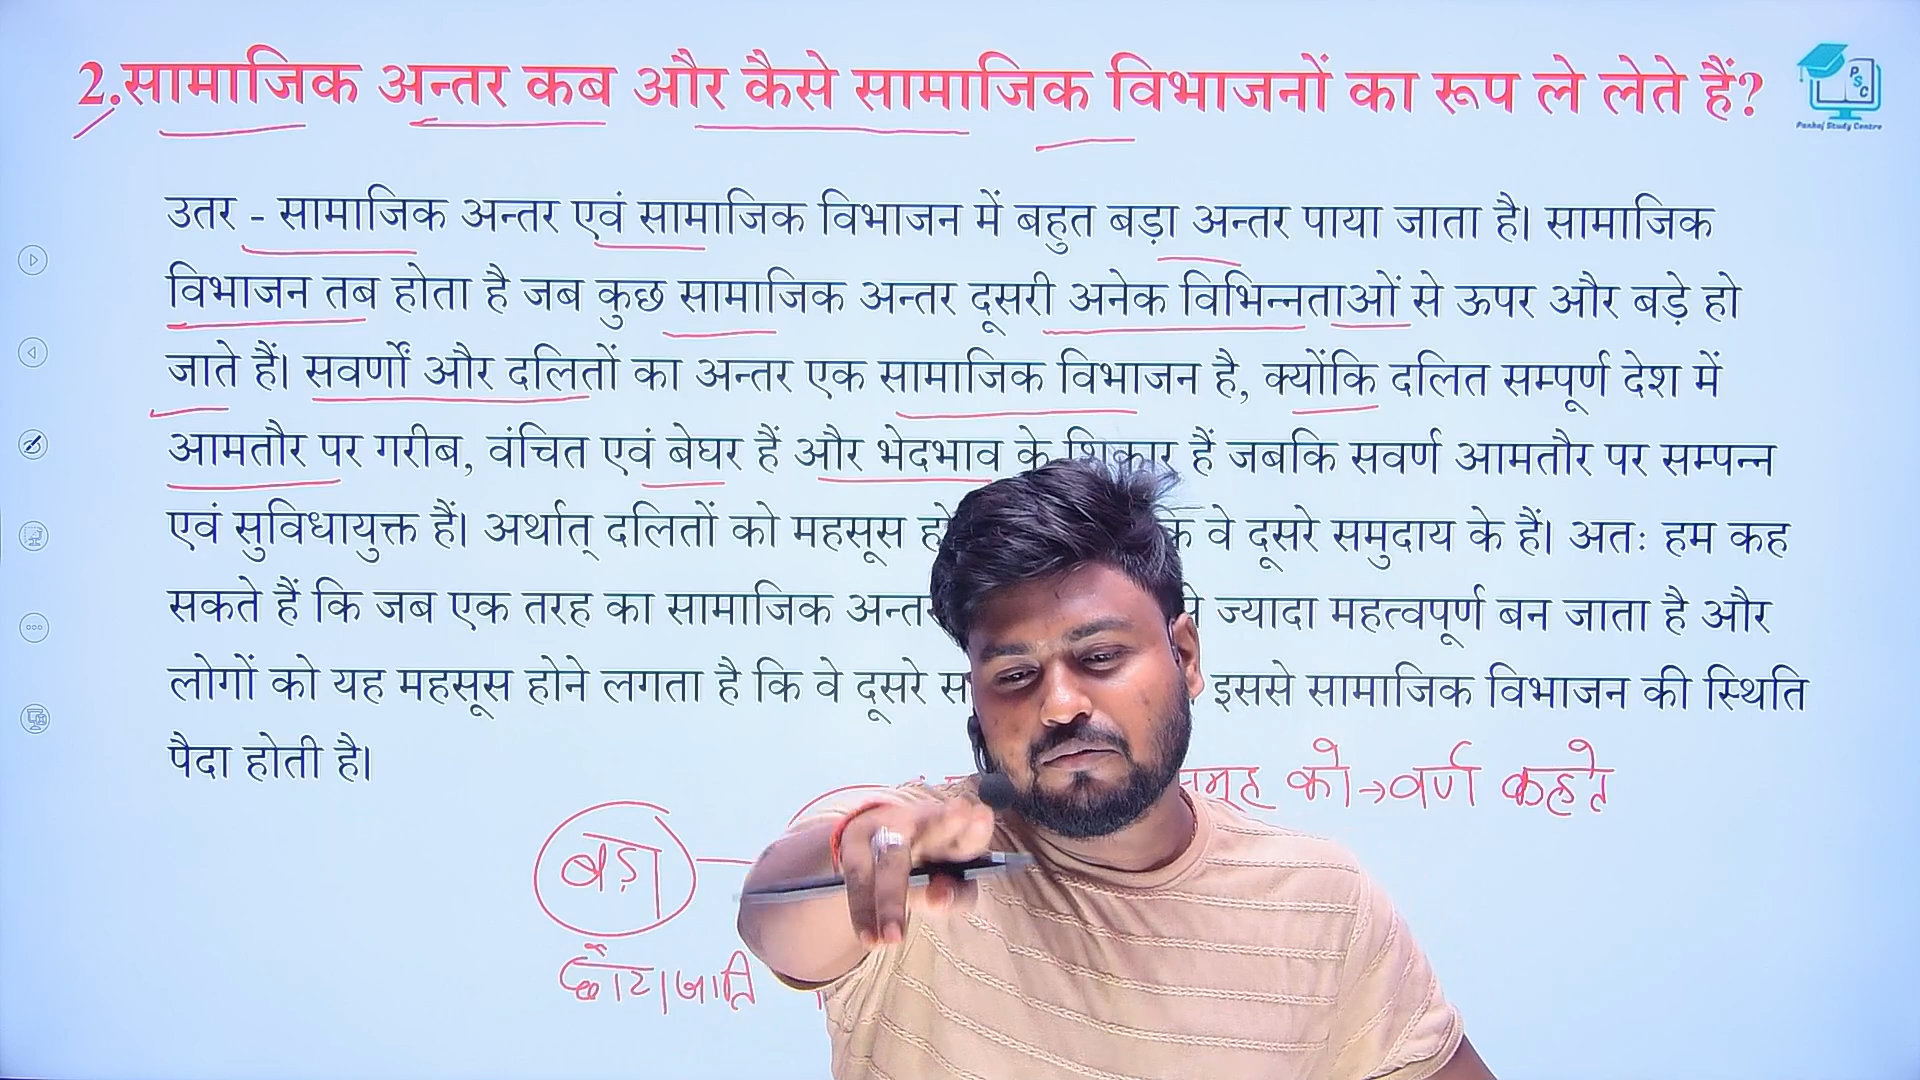 2.सामाजिक अन्तर कब और कैसे सामाजिक विभाजनों का रूप ले लेते हैं?
PSC
Pankaj Study Centre
उतर - सामाजिक अन्तर एवं सामाजिक विभाजन में बहुत बड़ा अन्तर पाया जाता है। सामाजिक
विभाजन तब होता है जब कुछ सामाजिक अन्तर दूसरी अनेक विभिन्नताओं से ऊपर और बड़े हो
जाते हैं। सवर्णों और दलितों का अन्तर एक सामाजिक विभाजन है, क्योंकि दलित सम्पूर्ण देश में
आमतौर पर गरीब, वंचित एवं बेघर हैं और भेदभाव के शिकार हैं जबकि सवर्ण आमतौर पर सम्पन्न
एवं सुविधायुक्त हैं। अर्थात् दलितों को महसूस वे दूसरे समुदाय के हैं। अतः हम कह
सकते हैं कि जब एक तरह का सामाजिक अन्तर ज्यादा महत्वपूर्ण बन जाता है और
लोगों को यह महसूस होने लगता है कि वे दूसरे इससे सामाजिक विभाजन की स्थिति
पैदा होती है।
को→वर्ण कहते
बड़ा
छोटा जाति